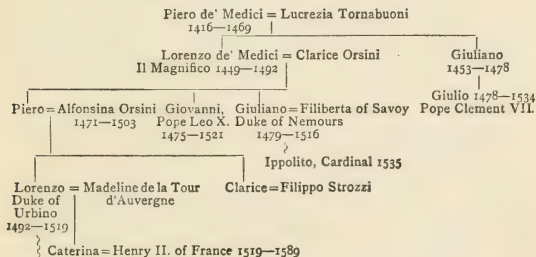 Piero de' Medici = Lucrezia Tornabuoni
1416—1469
Lorenzo de' Medici = Clarice Orsini
Il Magnifico 1449—1492
Giuliano
1453—1478
Giulio 1478—1534
Pope Clement VII.
Piero = Alfonsina Orsini
1471—1503
Giovanni,
Pope Leo X.
1475—1521
Giuliano = Filiberta of Savoy
Duke of Nemours
1479—1516
Ippolito, Cardinal 1535
Lorenzo = Madeline de la Tour
Duke of d'Auvergne
Urbino
1492—1519
Clarice = Filippo Strozzi
Caterina = Henry II. of France 1519—1589